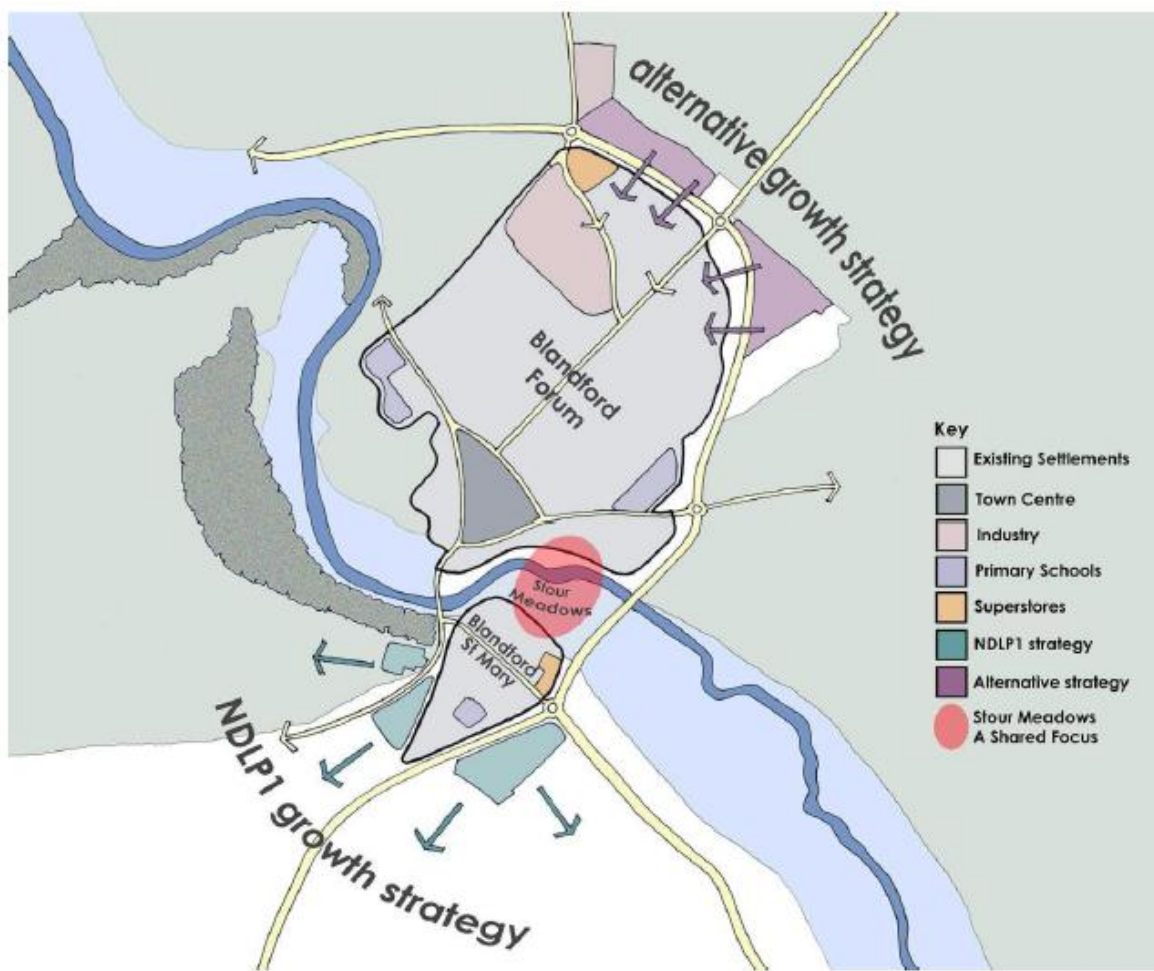 alternative growth strategy
Blandford
Forum
Stour
Meadows
Blandford
St Mary
NDLP1 growth strategy
Key
Existing Settlements
Town Centre
Industry
Primary Schools
Superstores
NDLP1 strategy
Alternative strategy
Stour Meadows
A Shared Focus